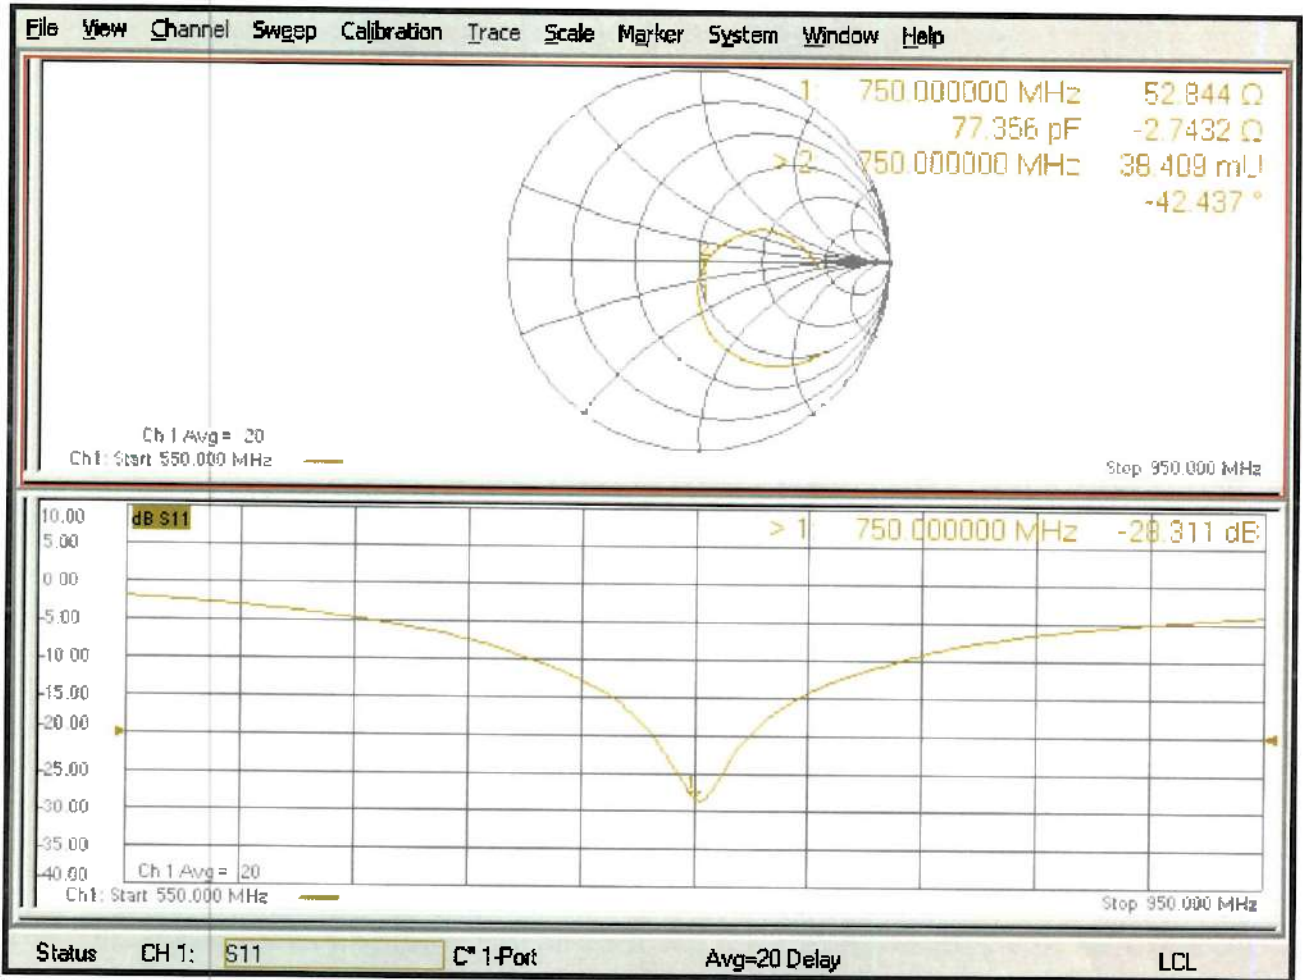 File View Channel Sweep Calibration Trace Scale Marker System Window Help
1: 750.000000 MHz 52.844 Ω
77.356 pF -2.7432 Ω
> 2: 750.000000 MHz 38.409 mU
-42.437 °
Ch 1 Avg = 20
Ch1: Start 550.000 MHz
Stop 950.000 MHz
10.00
dB S11
> 1: 750.000000 MHz -28.311 dB
5.00
0.00
-5.00
-10.00
-15.00
-20.00
-25.00
1
-30.00
-35.00
-40.00
Ch 1 Avg = 20
Ch1: Start 550.000 MHz
Stop 950.000 MHz
Status CH 1: S11 C* 1-Port Avg=20 Delay LCL